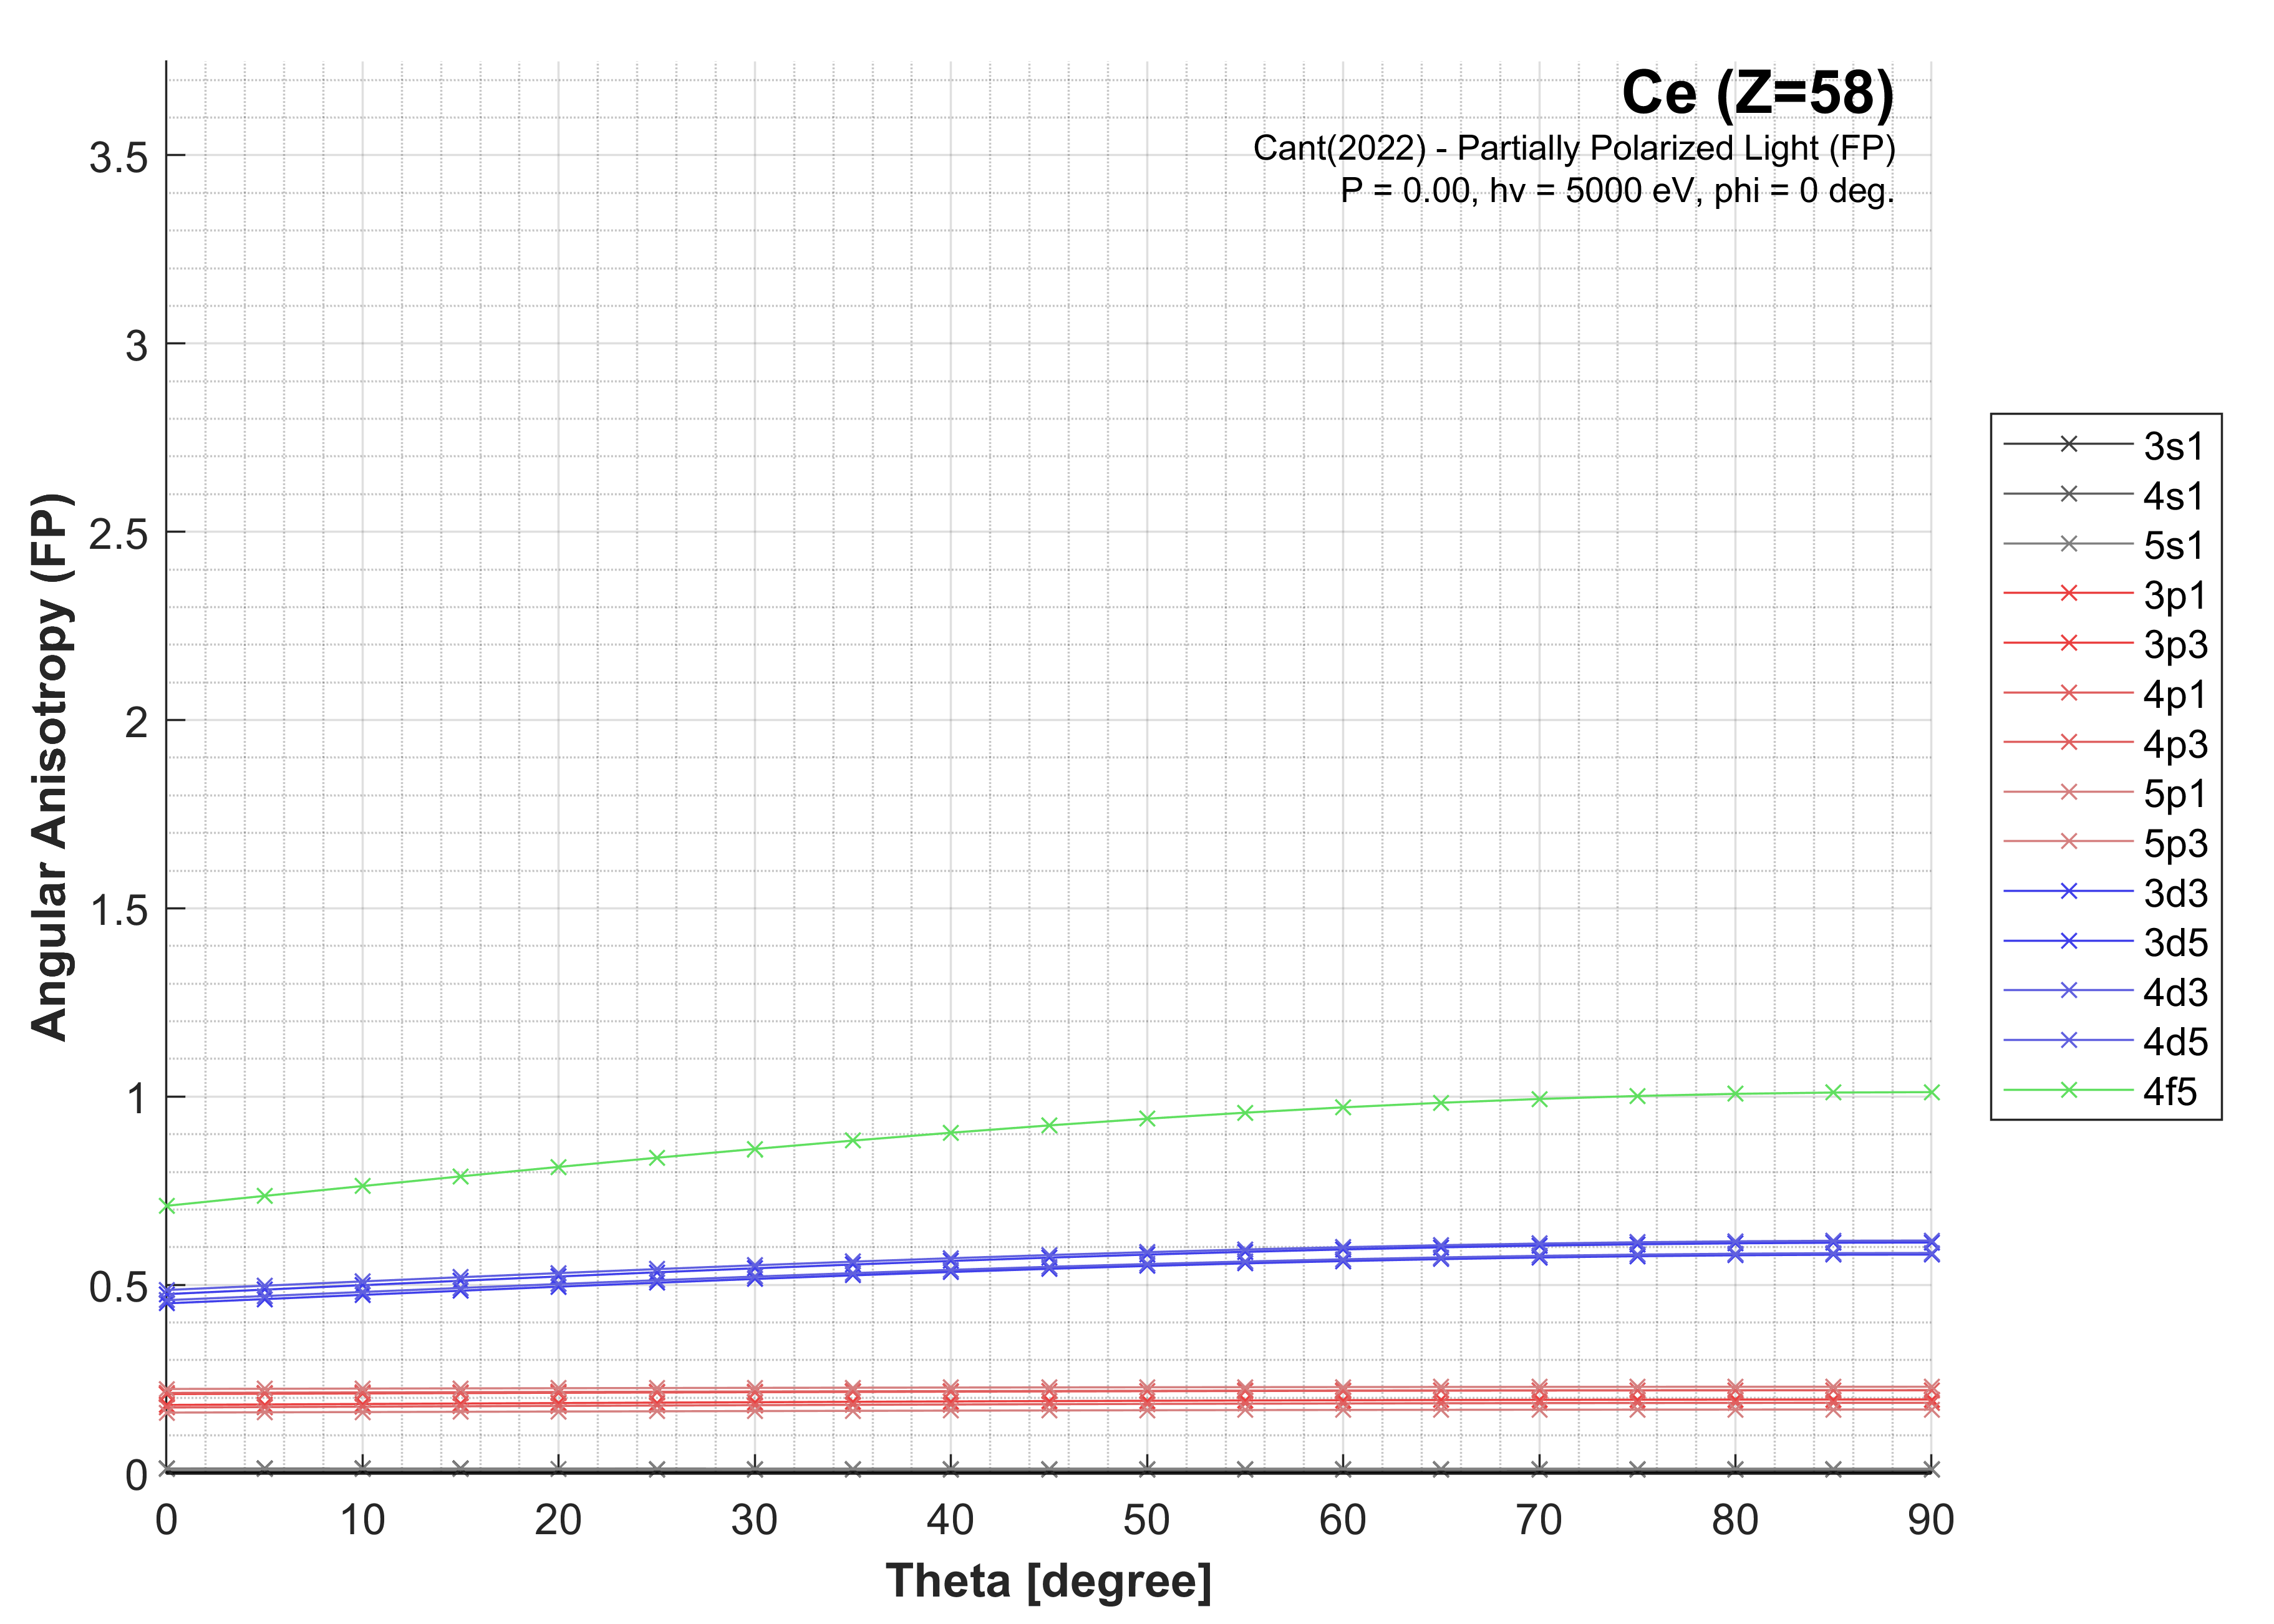 Ce (Z=58)
Cant(2022) - Partially Polarized Light (FP)
P = 0.00, hv = 5000 eV, phi = 0 deg.
Angular Anisotropy (FP)
3.5
3
2.5
2
1.5
1
0.5
0
0 10 20 30 40 50 60 70 80 90
Theta [degree]
3s1
4s1
5s1
3p1
3p3
4p1
4p3
5p1
5p3
3d3
3d5
4d3
4d5
4f5